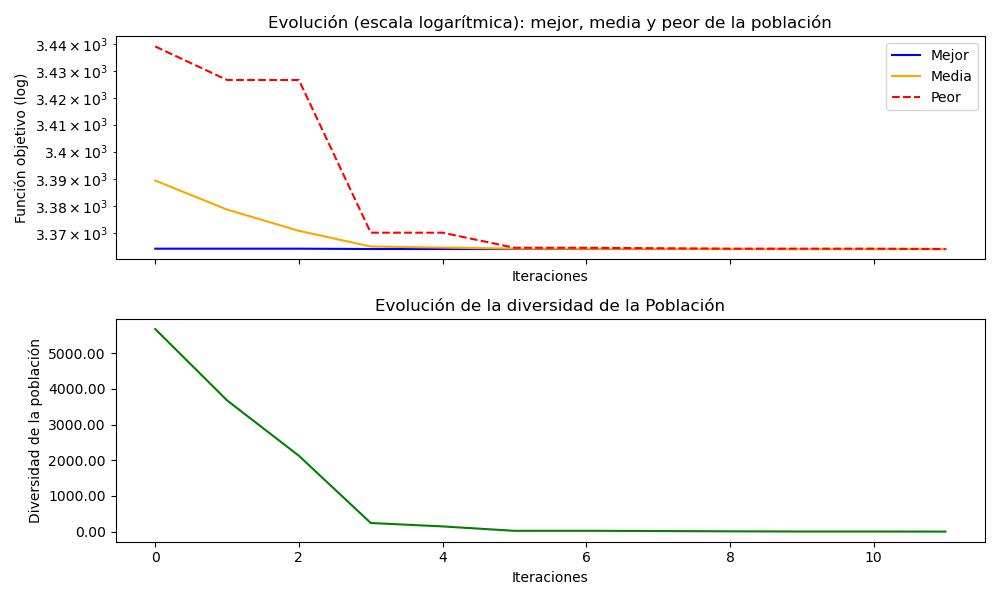 Evolución (escala logarítmica): mejor, media y peor de la población
3.44 × 10³
3.43 × 10³
3.42 × 10³
3.41 × 10³
3.4 × 10³
3.39 × 10³
3.38 × 10³
3.37 × 10³
Función objetivo (log)
Mejor
Media
Peor
Iteraciones
Evolución de la diversidad de la Población
5000.00
4000.00
3000.00
2000.00
1000.00
0.00
Diversidad de la población
0 2 4 6 8 10
Iteraciones